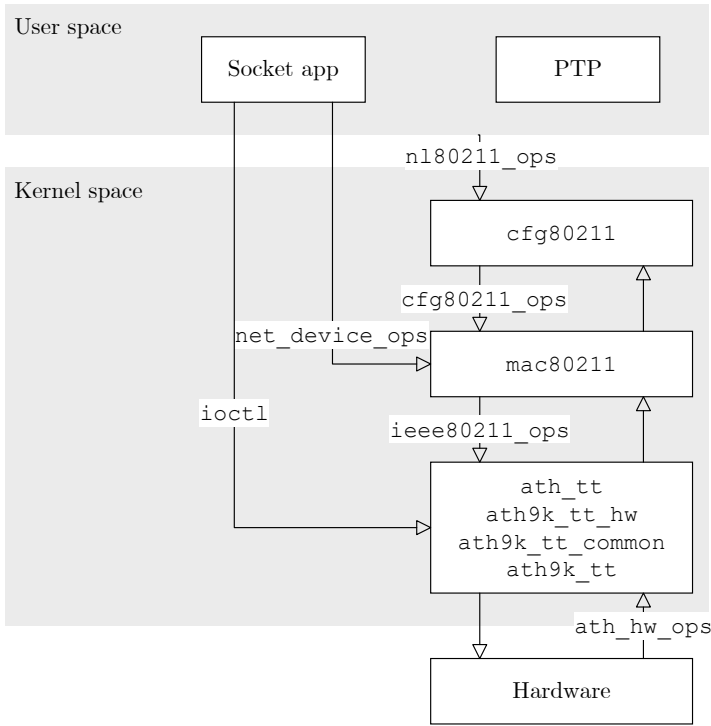 User space
Socket app
PTP
nl80211_ops
Kernel space
cfg80211
cfg80211_ops
net_device_ops
mac80211
ioctl
ieee80211_ops
ath_tt
ath9k_tt_hw
ath9k_tt_common
ath9k_tt
ath_hw_ops
Hardware